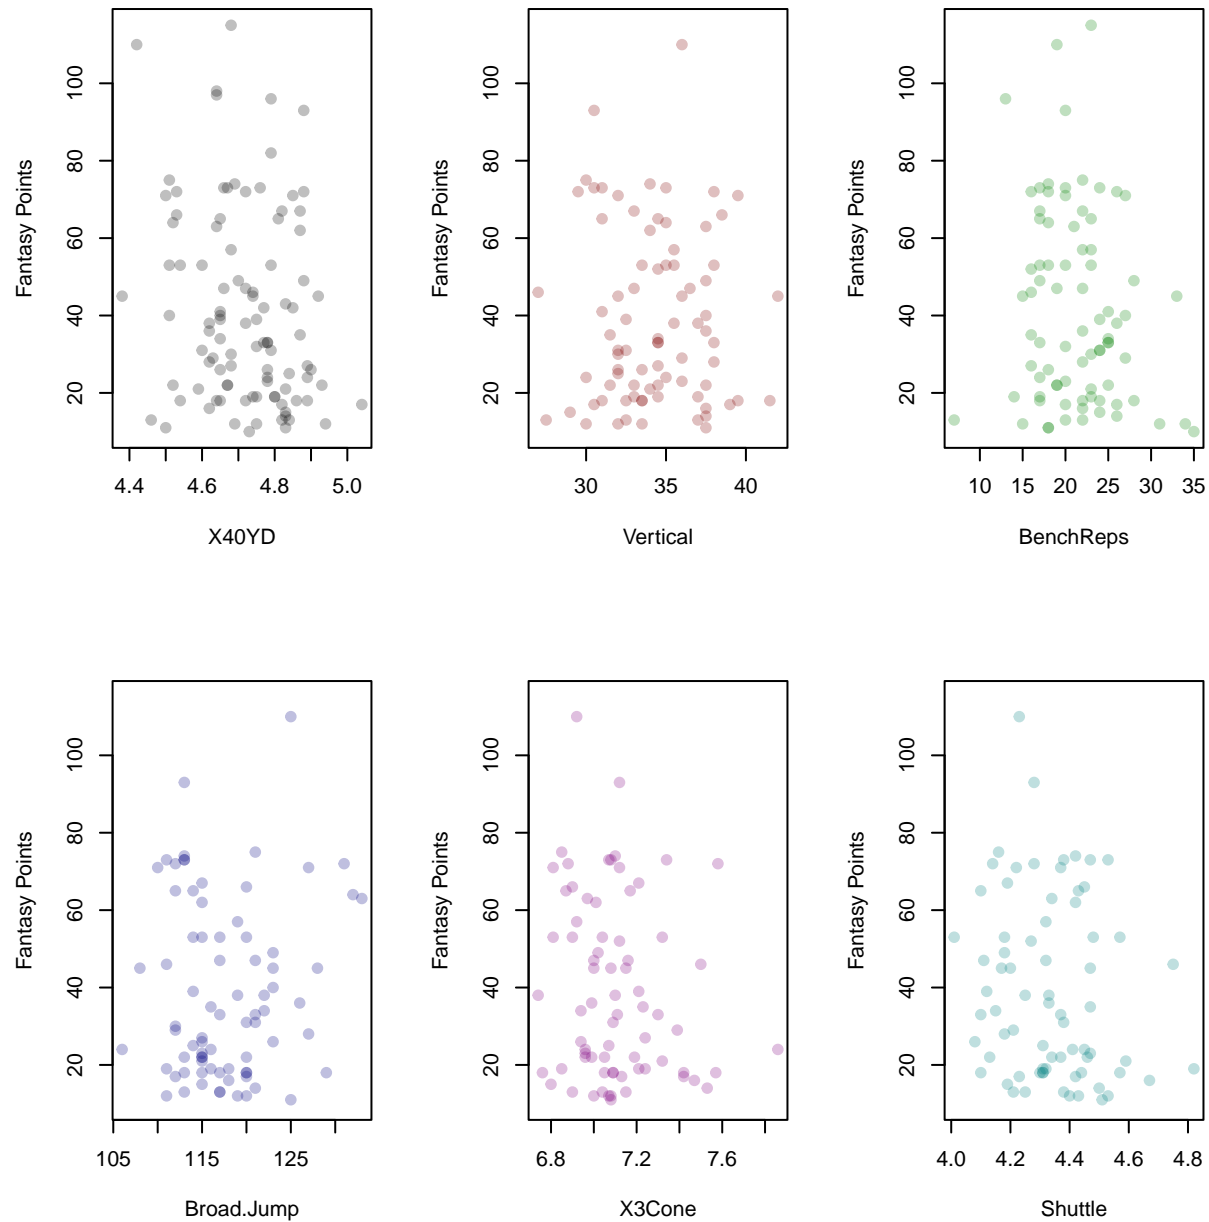 Fantasy Points
20 40 60 80 100
4.4 4.6 4.8 5.0
X40YD
Fantasy Points
20 40 60 80 100
30 35 40
Vertical
Fantasy Points
20 40 60 80 100
10 15 20 25 30 35
BenchReps
Fantasy Points
20 40 60 80 100
105 115 125
Broad.Jump
Fantasy Points
20 40 60 80 100
6.8 7.2 7.6
X3Cone
Fantasy Points
20 40 60 80 100
4.0 4.2 4.4 4.6 4.8
Shuttle